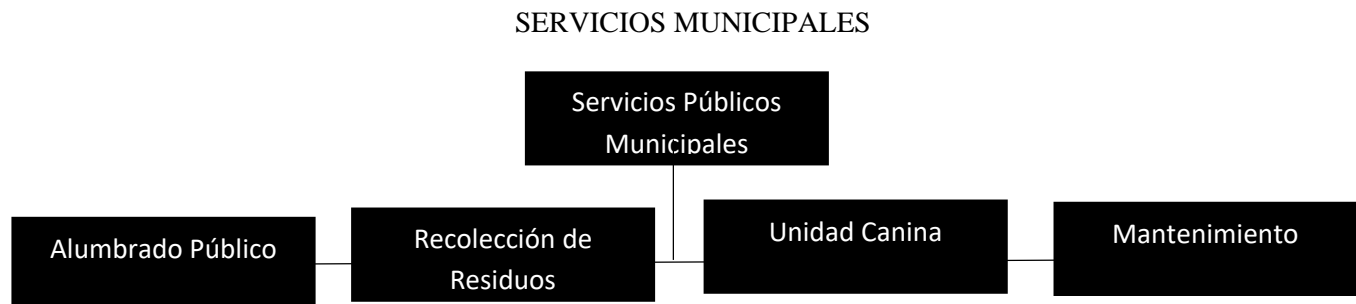 SERVICIOS MUNICIPALES
Servicios Públicos
Municipales
Alumbrado Público
Recolección de
Residuos
Unidad Canina
Mantenimiento